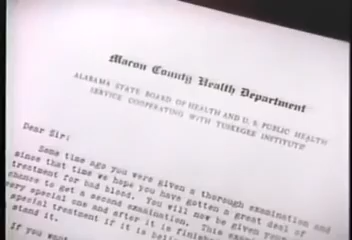 Macon County Health Department
ALABAMA STATE BOARD OF HEALTH AND U. S. PUBLIC HEALTH
SERVICE COOPERATING WITH TUSKEGEE INSTITUTE
Dear Sir:
Some time ago you were given a thorough examination and
since that time we hope you have gotten a great deal of
treatment for bad blood. You will now be given your
chance to get a second examination. This
very special one and after it is finished
special treatment if it is
stand it.
If you want